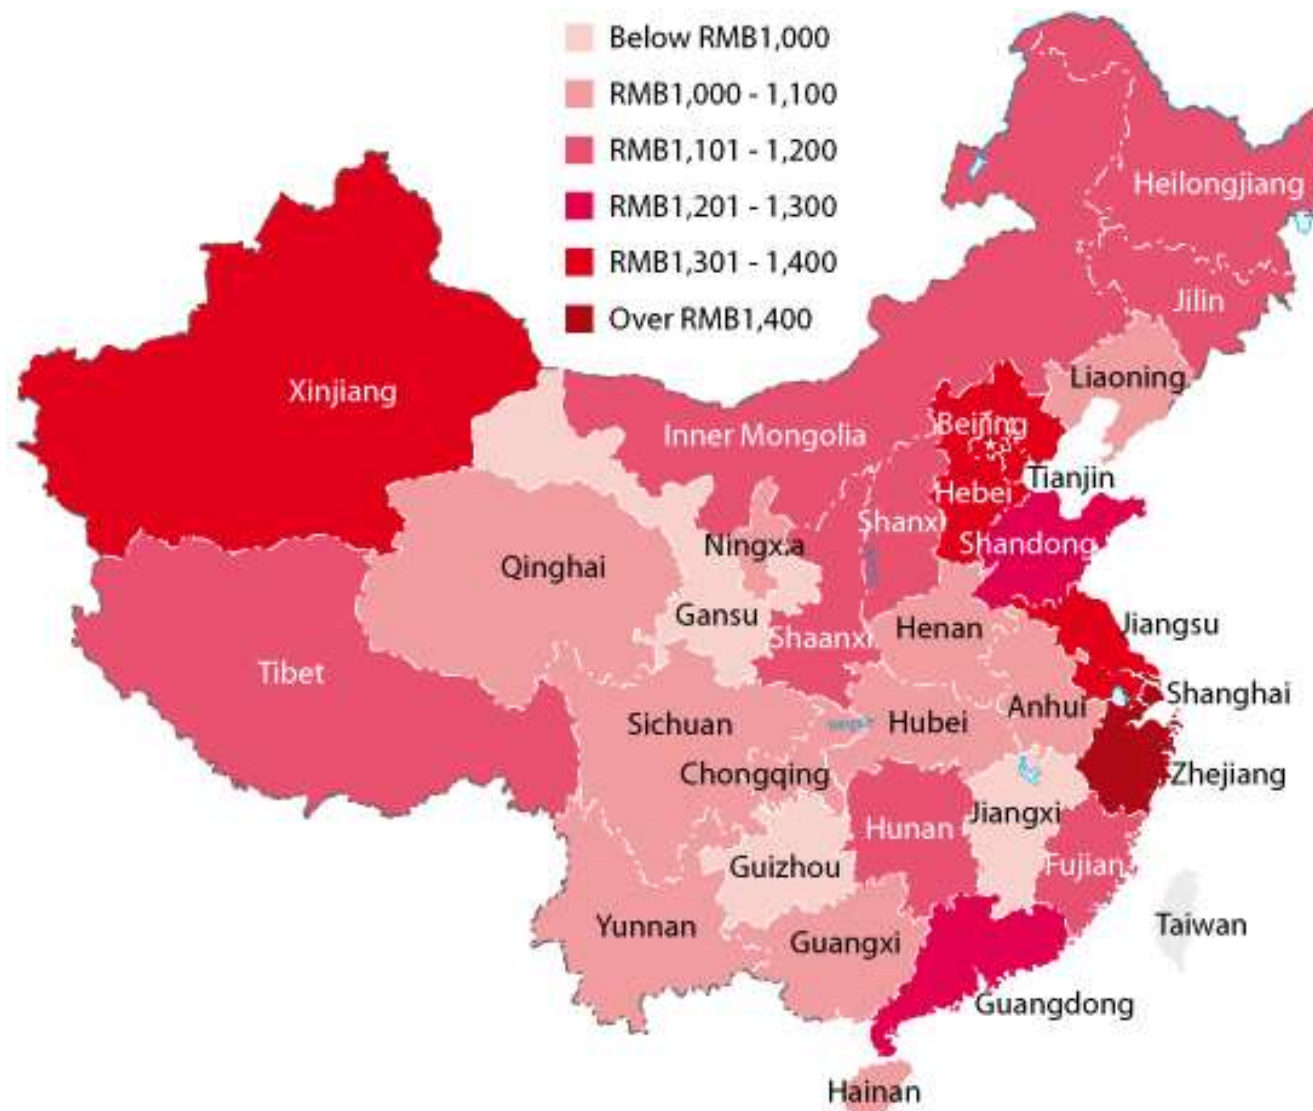 Below RMB1,000
RMB1,000 - 1,100
RMB1,101 - 1,200
RMB1,201 - 1,300
RMB1,301 - 1,400
Over RMB1,400
Heilongjiang
Jilin
Liaoning
Xinjiang
Inner Mongolia
Beijing
Tianjin
Hebei
Shanxi
Shandong
Ningx.a
Qinghai
Gansu
Shaanxi
Henan
Jiangsu
Tibet
Shanghai
Sichuan
Hubei
Anhui
Chongqing
Zhejiang
Jiangxi
Hunan
Guizhou
Fujian
Yunnan
Guangxi
Taiwan
Guangdong
Hainan